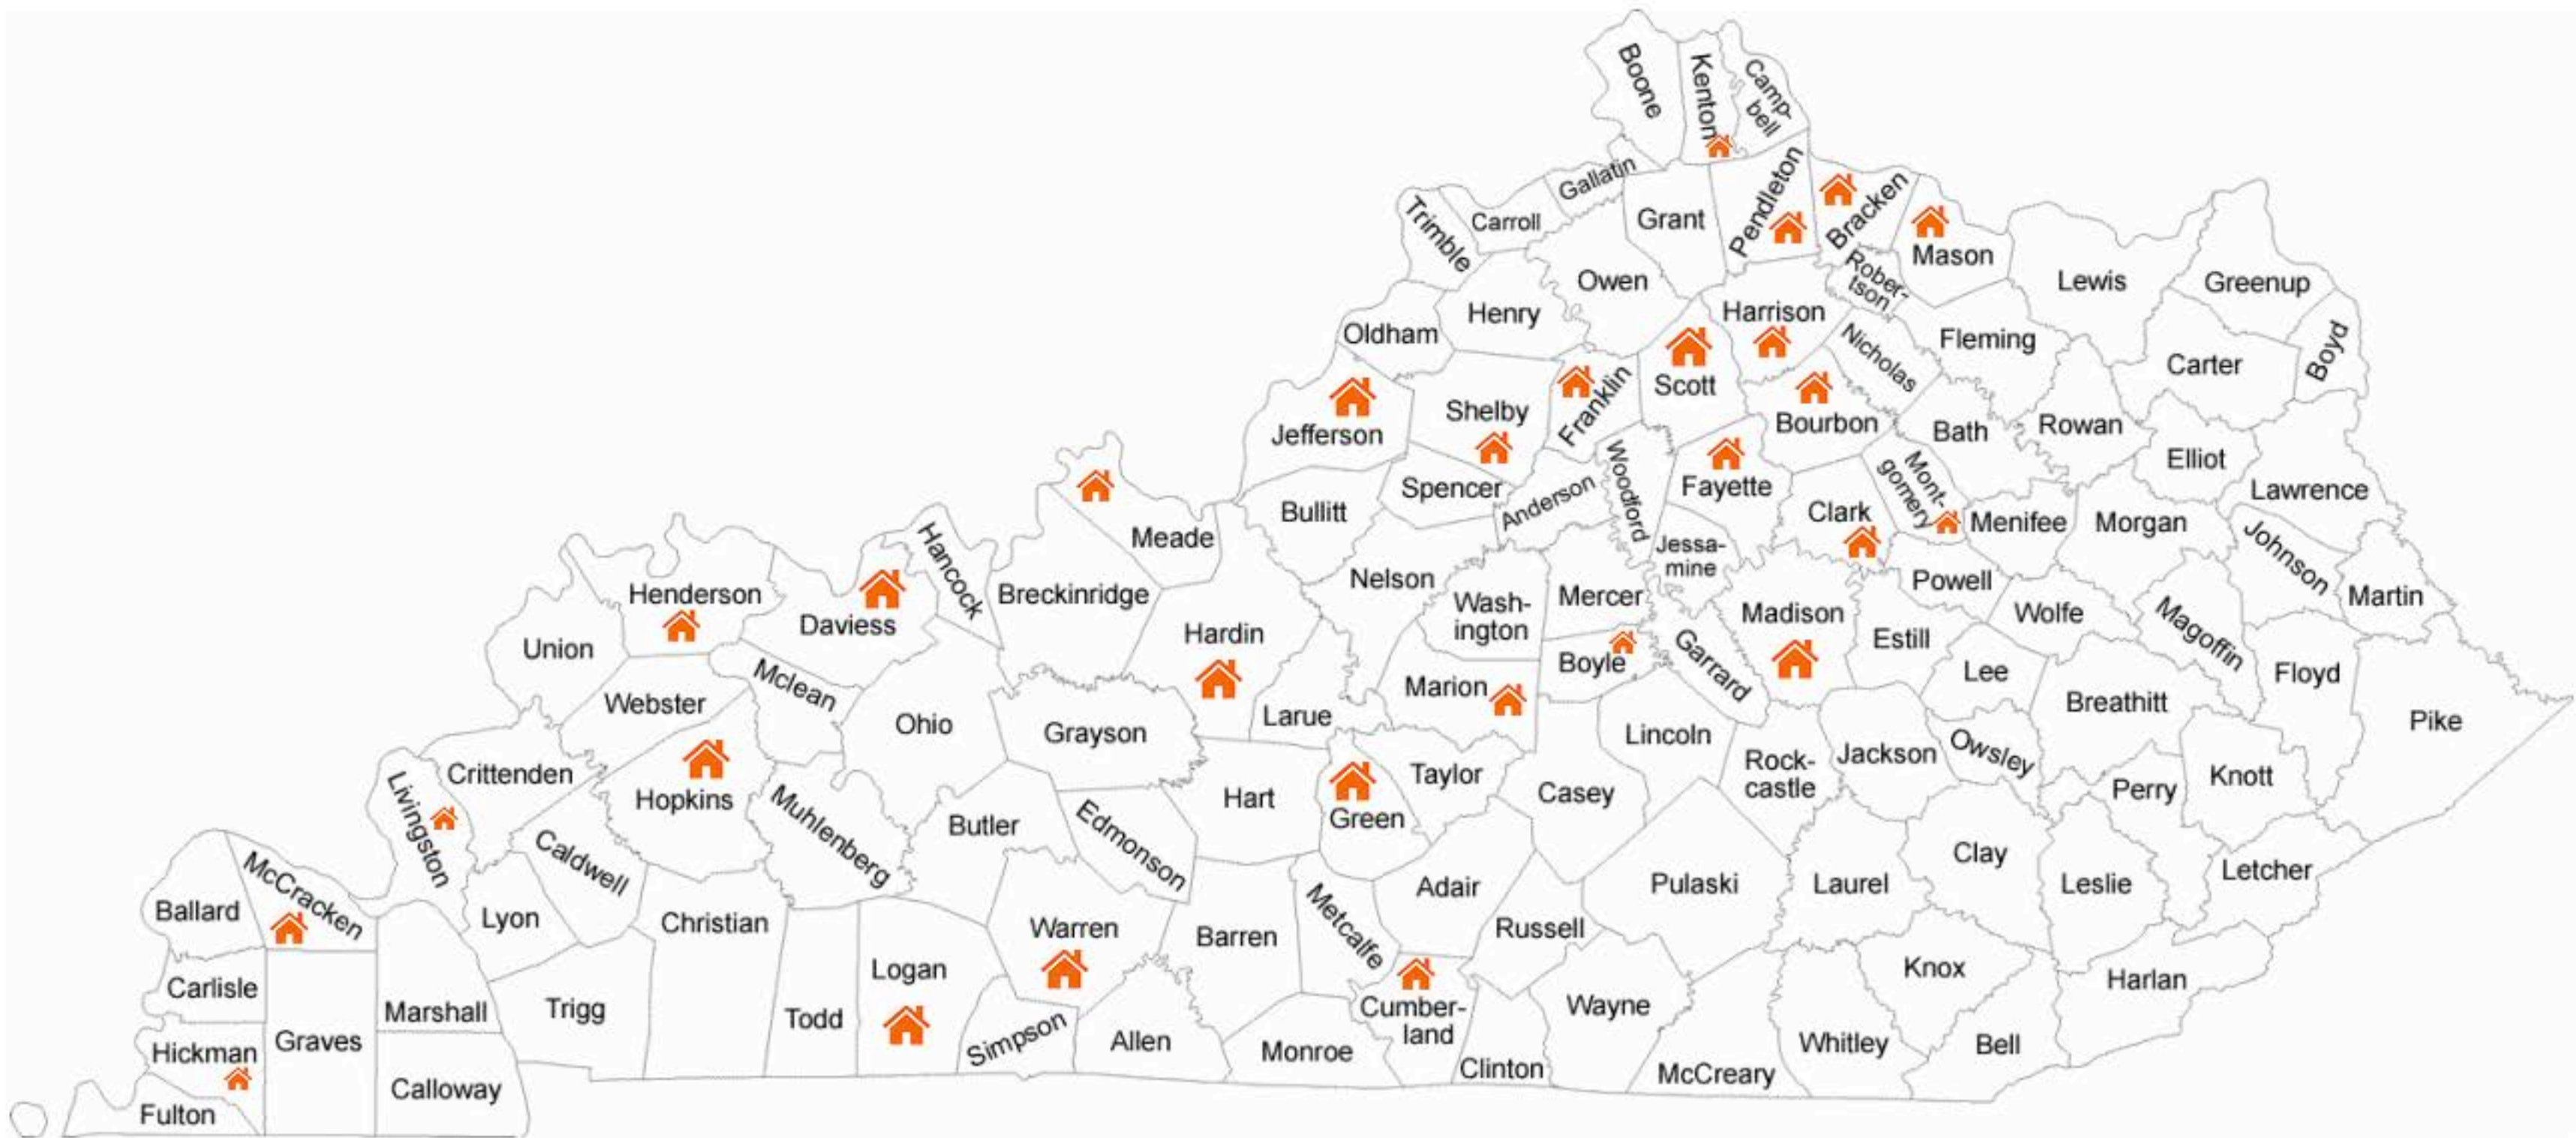 Boone
Kenton
Camp-
bell
Gallatin
Pendleton
Bracken
Trimble
Carroll
Grant
Mason
Rober-
tson
Owen
Lewis
Greenup
Henry
Harrison
Oldham
Nicholas
Fleming
Boyd
Carter
Shelby
Franklin
Scott
Jefferson
Bourbon
Bath
Rowan
Elliot
Spencer
Anderson
Woodford
Fayette
Mont-
gomery
Lawrence
Bullitt
Clark
Menifee
Morgan
Meade
Jessa-
mine
Johnson
Hancock
Henderson
Daviess
Breckinridge
Nelson
Wash-
ington
Mercer
Madison
Powell
Wolfe
Magoffin
Martin
Union
Hardin
Boyle
Garrard
Estill
Lee
Floyd
Webster
Mclean
Ohio
Grayson
Larue
Marion
Lincoln
Breathitt
Pike
Crittenden
Livingston
Hopkins
Muhlenberg
Butler
Edmonson
Hart
Green
Taylor
Casey
Rock-
castle
Jackson
Owsley
Perry
Knott
Caldwell
McCracken
Ballard
Lyon
Christian
Warren
Barren
Metcalfe
Adair
Russell
Pulaski
Laurel
Clay
Leslie
Letcher
Carlisle
Marshall
Trigg
Todd
Logan
Simpson
Allen
Monroe
Cumber-
land
Clinton
Wayne
McCreary
Whitley
Knox
Bell
Harlan
Hickman
Graves
Calloway
Fulton